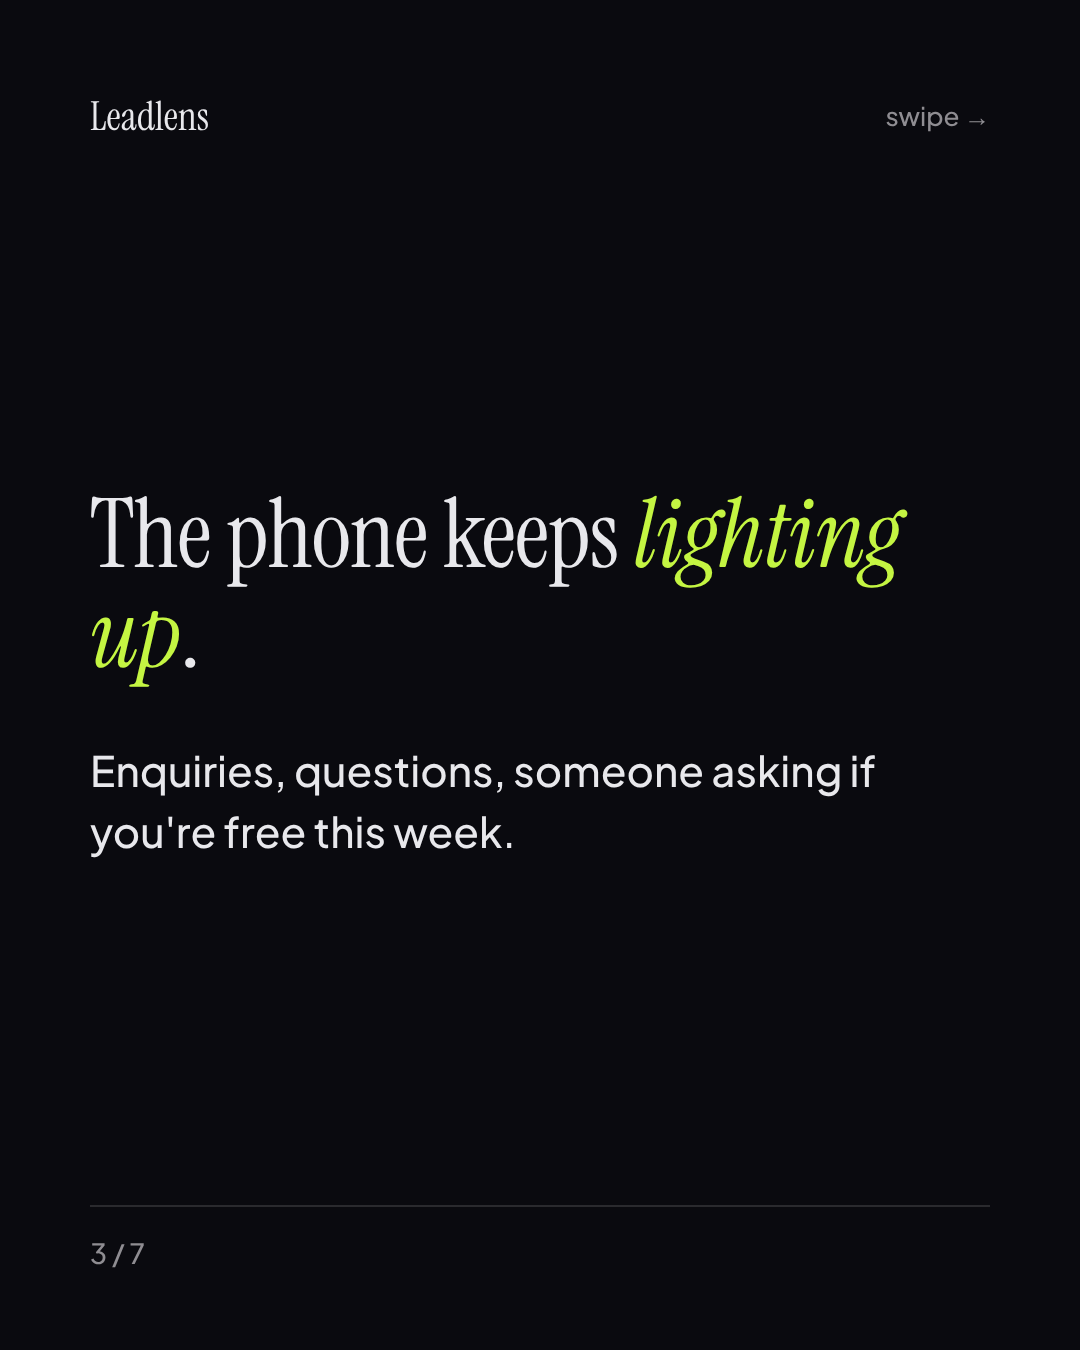 Leadlens
swipe →
The phone keeps lighting
up.
Enquiries, questions, someone asking if
you're free this week.
3 / 7